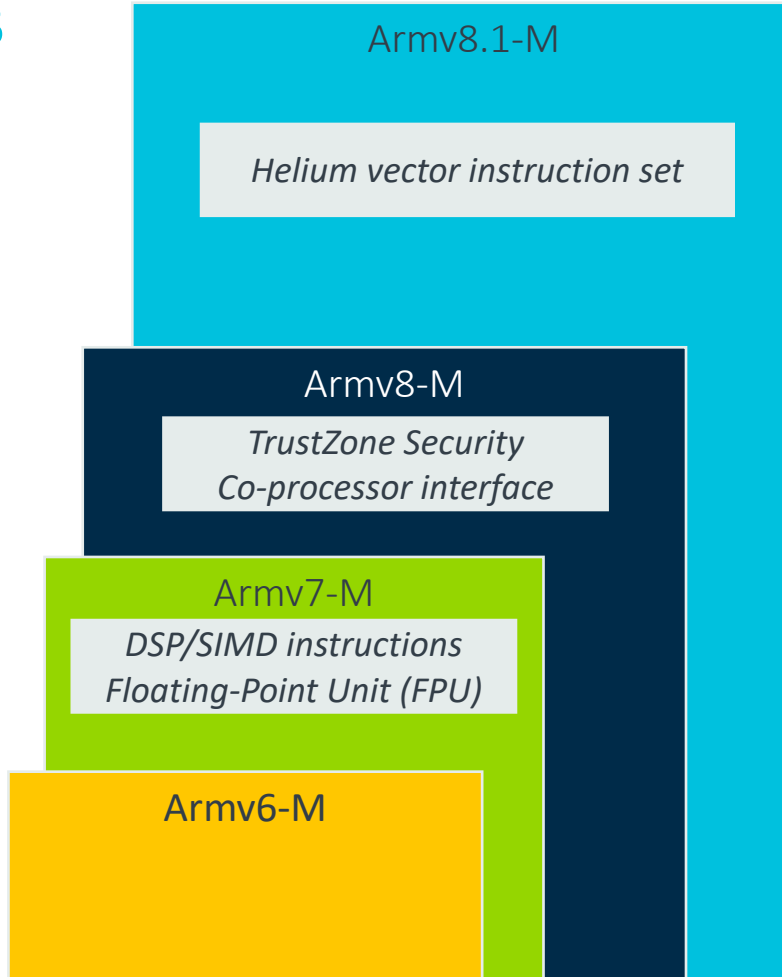 Armv8.1-M
Helium vector instruction set
Armv8-M
TrustZone Security
Co-processor interface
Armv7-M
DSP/SIMD instructions
Floating-Point Unit (FPU)
Armv6-M